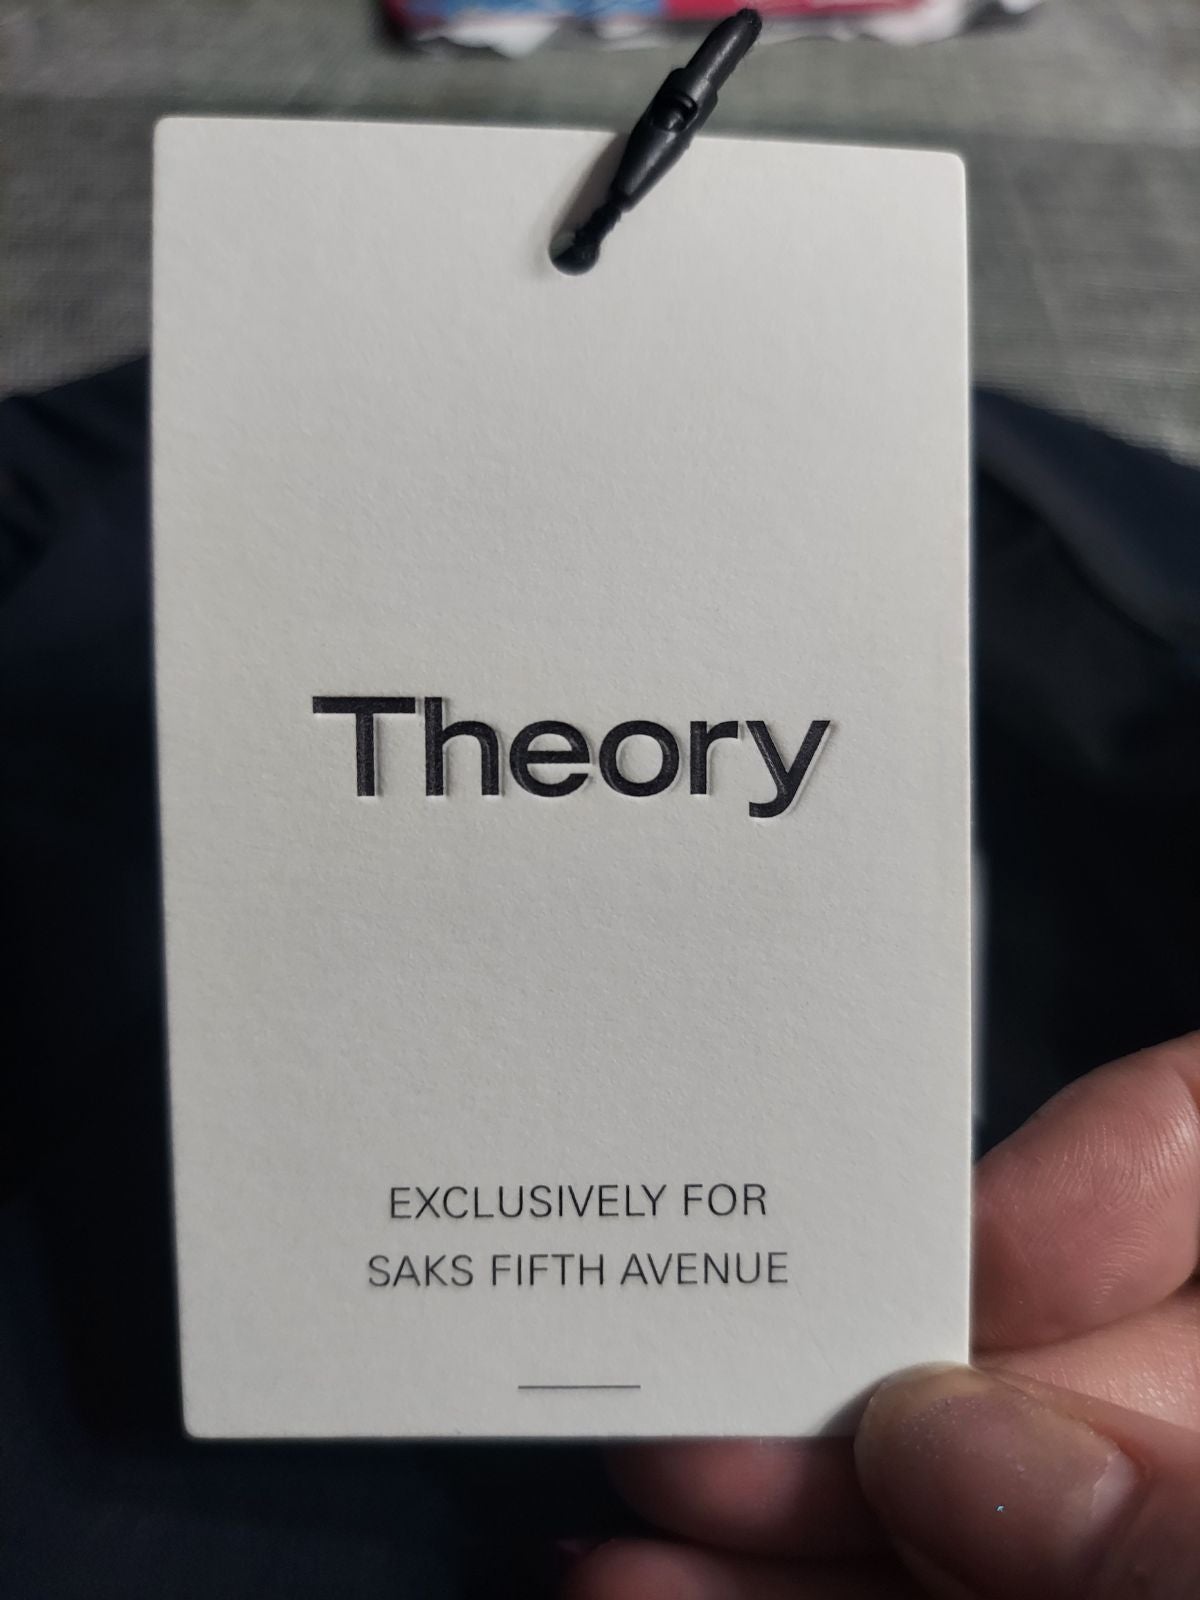 Theory
EXCLUSIVELY FOR
SAKS FIFTH AVENUE